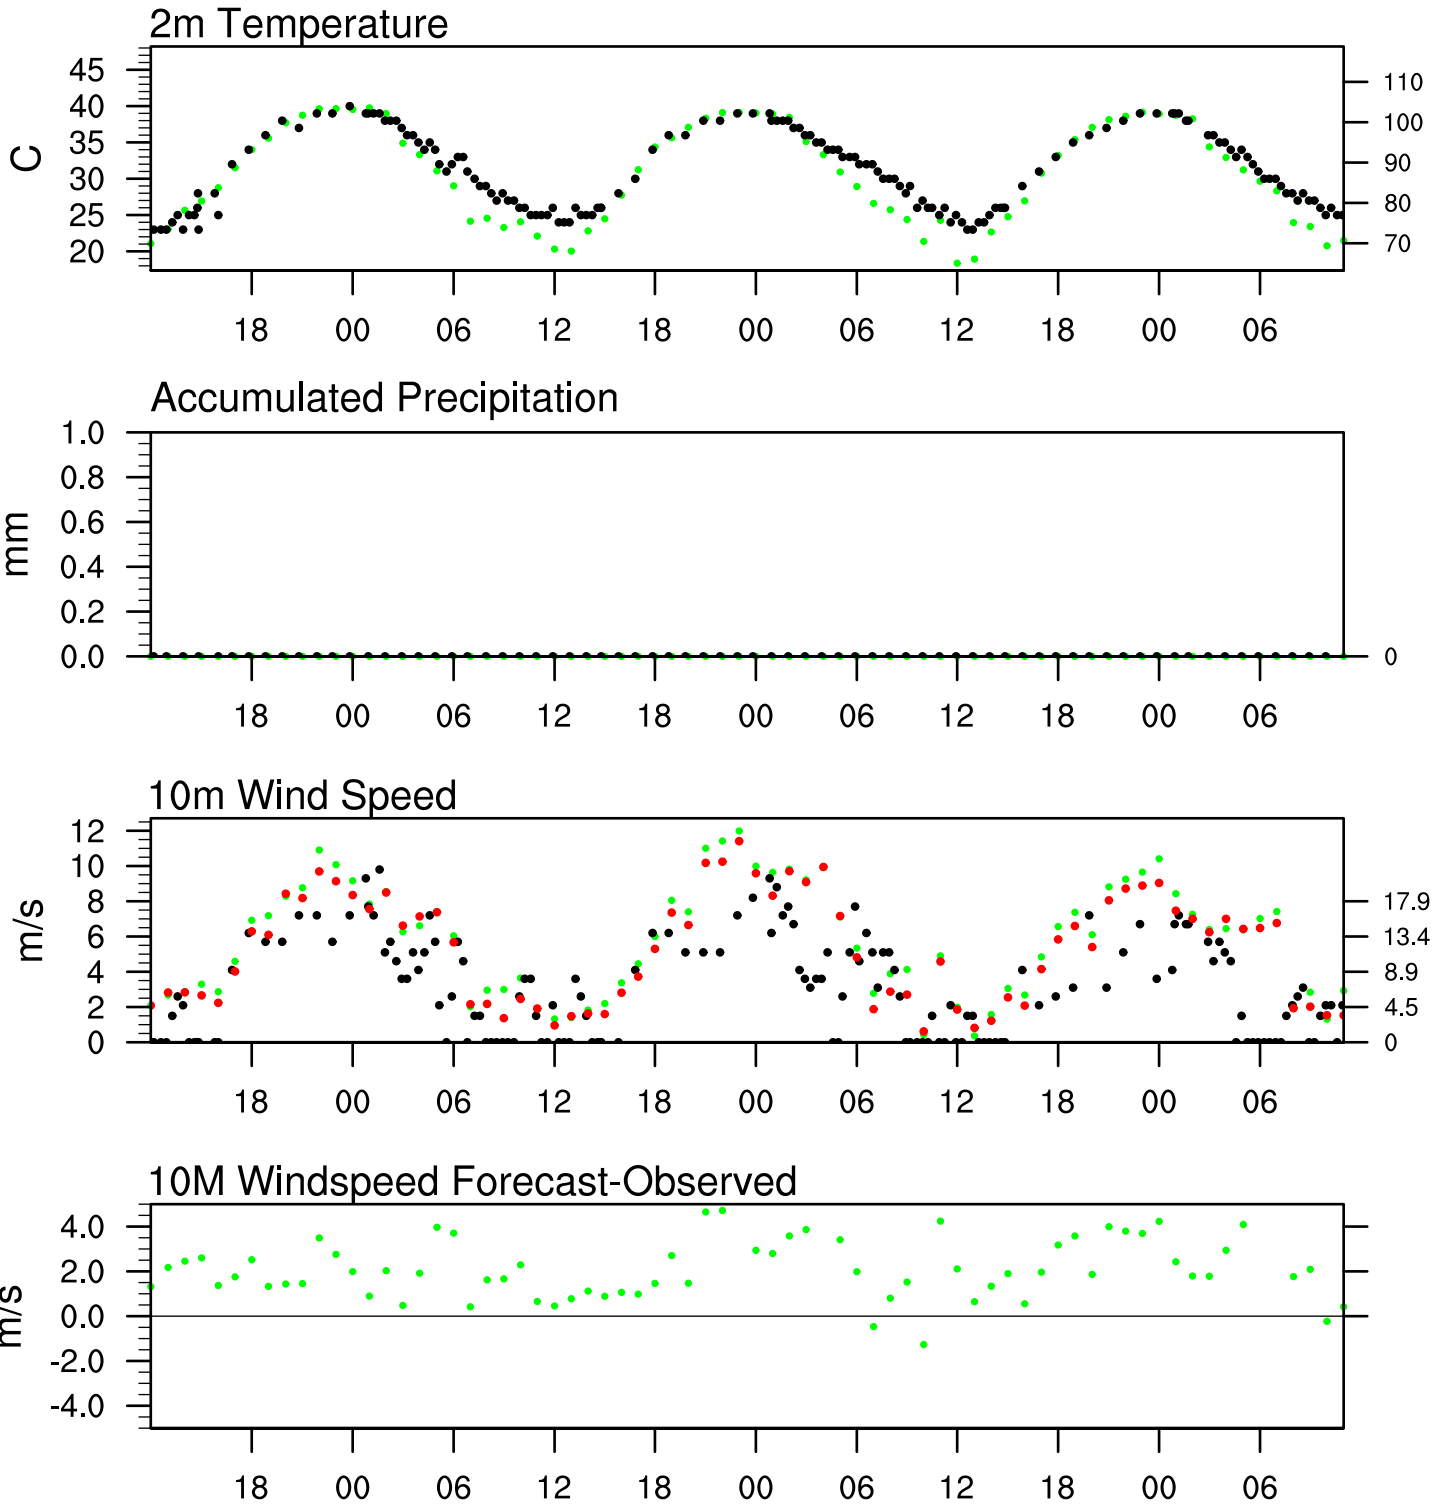 2m Temperature
45
40
35
30
25
20
C
110
100
90
80
70
18 00 06 12 18 00 06 12 18 00 06
Accumulated Precipitation
1.0
0.8
0.6
0.4
0.2
0.0
mm
0
18 00 06 12 18 00 06 12 18 00 06
10m Wind Speed
12
10
8
6
4
2
0
m/s
17.9
13.4
8.9
4.5
0
18 00 06 12 18 00 06 12 18 00 06
10M Windspeed Forecast-Observed
4.0
2.0
0.0
-2.0
-4.0
m/s
18 00 06 12 18 00 06 12 18 00 06